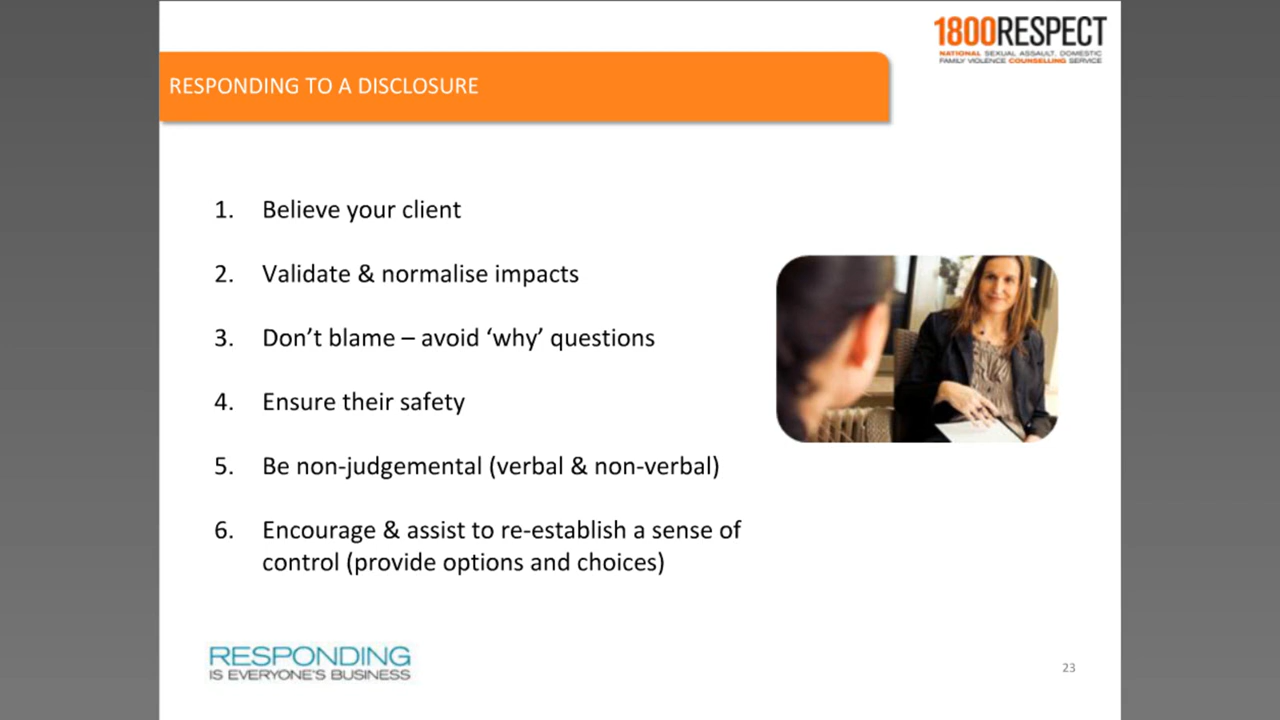 1800RESPECT
NATIONAL SEXUAL ASSAULT, DOMESTIC
FAMILY VIOLENCE COUNSELLING SERVICE
RESPONDING TO A DISCLOSURE
1. Believe your client
2. Validate & normalise impacts
3. Don’t blame – avoid ‘why’ questions
4. Ensure their safety
5. Be non-judgemental (verbal & non-verbal)
6. Encourage & assist to re-establish a sense of
control (provide options and choices)
RESPONDING
IS EVERYONE'S BUSINESS
23